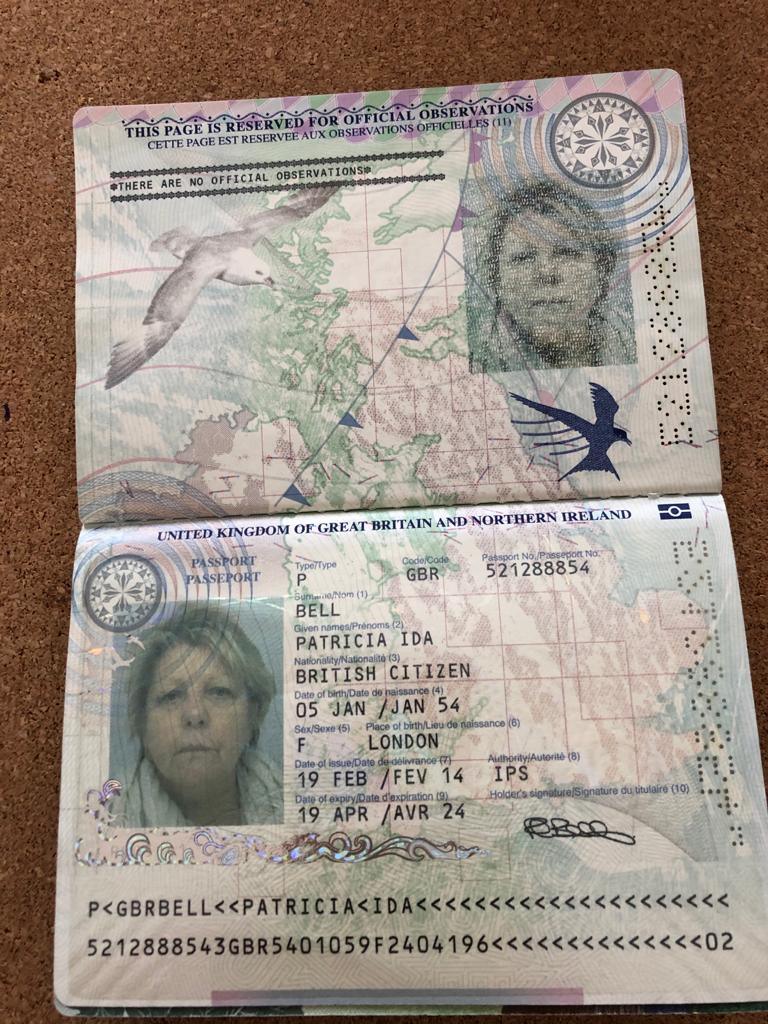 THIS PAGE IS RESERVED FOR OFFICIAL OBSERVATIONS
CETTE PAGE EST RESERVEE AUX OBSERVATIONS OFFICIELLES (11)
*THERE ARE NO OFFICIAL OBSERVATIONS*
UNITED KINGDOM OF GREAT BRITAIN AND NORTHERN IRELAND
PASSPORT
PASSEPORT
Type/Type Code/Code Passport No./Passeport No.
P GBR 521288854
Surname/Nom (1)
BELL
Given names/Prénoms (2)
PATRICIA IDA
Nationality/Nationalité (3)
BRITISH CITIZEN
Date of birth/Date de naissance (4)
05 JAN /JAN 54
Sex/Sexe (5) Place of birth/Lieu de naissance (6)
F LONDON
Date of issue/Date de délivrance (7) Authority/Autorité (8)
19 FEB /FEV 14 IPS
Date of expiry/Date d'expiration (9) Holder's signature/Signature du titulaire (10)
19 APR /AVR 24
P<GBRBELL<<PATRICIA<IDA<<<<<<<<<<<<<<<<<<<<<
5212888543GBR5401059F2404196<<<<<<<<<<<<<<02